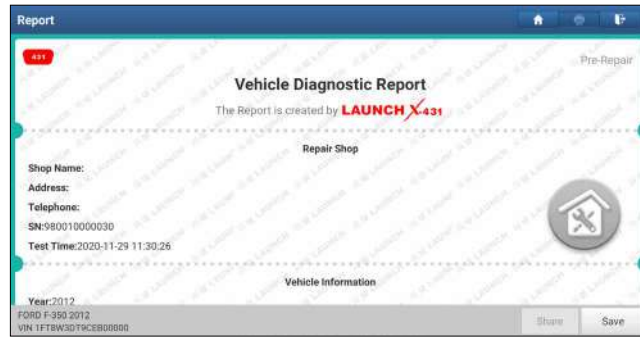 Report
431
Pre-Repair
Vehicle Diagnostic Report
The Report is created by LAUNCH X-431
Repair Shop
Shop Name:
Address:
Telephone:
SN:980010000030
Test Time:2020-11-29 11:30:26
Vehicle Information
Year:2012
FORD F-350 2012
VIN 1FT8W3DT9CEB00000
Share
Save